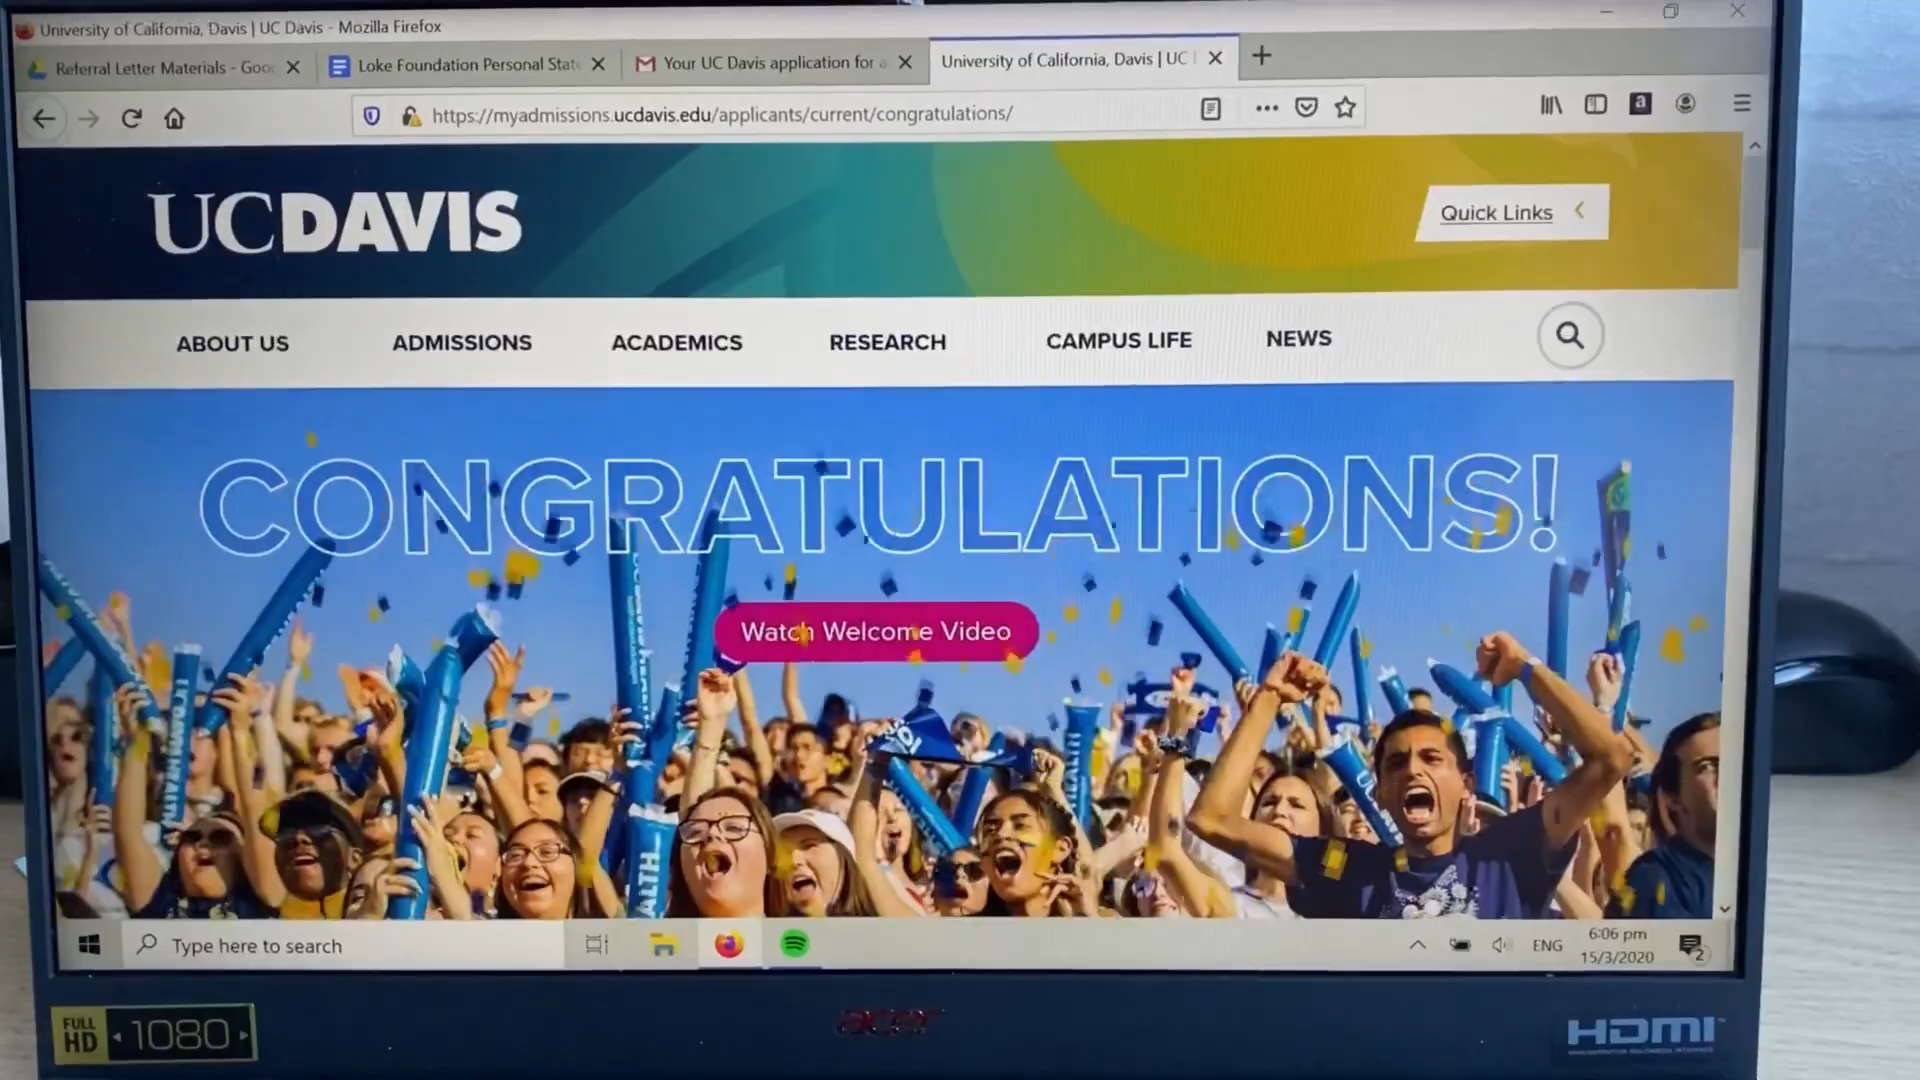 University of California, Davis | UC Davis - Mozilla Firefox
Referral Letter Materials - Goo
Loke Foundation Personal State
Your UC Davis application for a
University of California, Davis | UC
https://myadmissions.ucdavis.edu/applicants/current/congratulations/
a
UCDAVIS
Quick Links
ABOUT US
ADMISSIONS
ACADEMICS
RESEARCH
CAMPUS LIFE
NEWS
CONGRATULATIONS!
Watch Welcome Video
Type here to search
ENG
6:06 pm
15/3/2020
2
FULL HD
1080
acer
HDMI